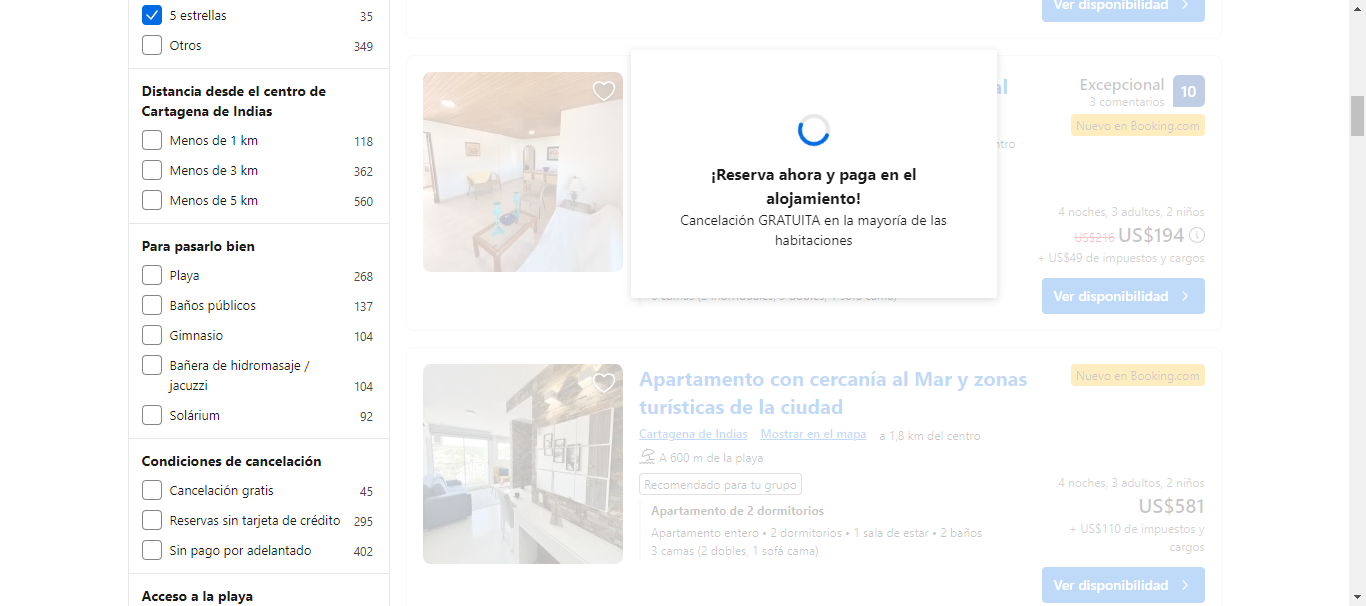 5 estrellas 35
Otros 349
Distancia desde el centro de
Cartagena de Indias
Menos de 1 km 118
Menos de 3 km 362
Menos de 5 km 560
Para pasarlo bien
Playa 268
Baños públicos 137
Gimnasio 104
Bañera de hidromasaje /
jacuzzi 104
Solárium 92
Condiciones de cancelación
Cancelación gratis 45
Reservas sin tarjeta de crédito 295
Sin pago por adelantado 402
Acceso a la playa
Ver disponibilidad
¡Reserva ahora y paga en el
alojamiento!
Cancelación GRATUITA en la mayoría de las
habitaciones
Excepcional 10
3 comentarios
Nuevo en Booking.com
4 noches, 3 adultos, 2 niños
US$216 US$194
+ US$49 de impuestos y cargos
Ver disponibilidad
Apartamento con cercanía al Mar y zonas
turísticas de la ciudad
Cartagena de Indias Mostrar en el mapa a 1,8 km del centro
A 600 m de la playa
Recomendado para tu grupo
Apartamento de 2 dormitorios
Apartamento entero • 2 dormitorios • 1 sala de estar • 2 baños
3 camas (2 dobles, 1 sofá cama)
Nuevo en Booking.com
4 noches, 3 adultos, 2 niños
US$581
+ US$110 de impuestos y
cargos
Ver disponibilidad